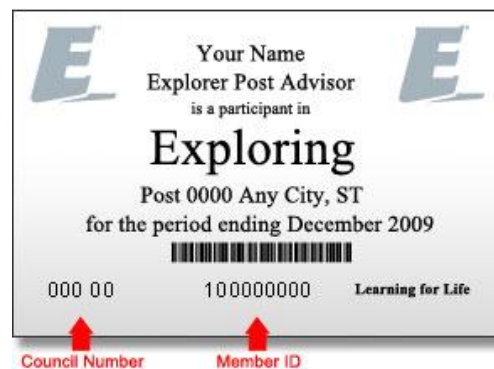 E E
Your Name
Explorer Post Advisor
is a participant in
Exploring
Post 0000 Any City, ST
for the period ending December 2009
000 00 100000000 Learning for Life
Council Number Member ID